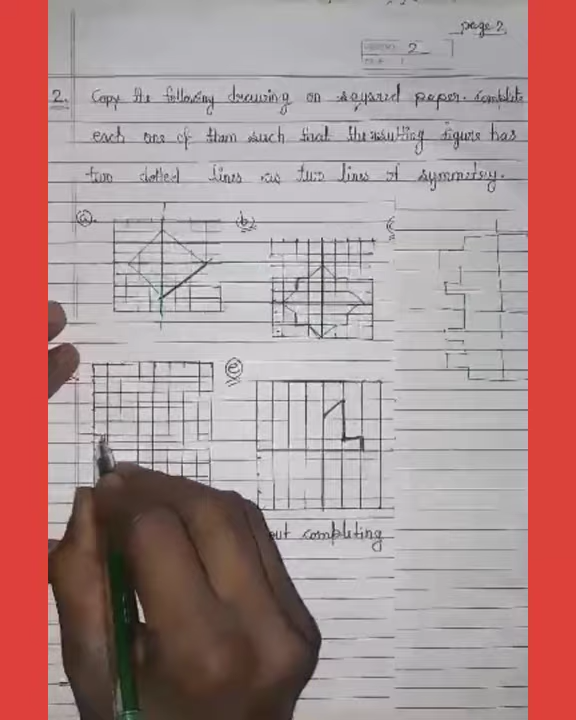 page 2
2
2. Copy the following drawing on squared paper. Complete
each one of them such that the resulting figure has
two dotted lines as two lines of symmetry.
a. b.
e
out completing